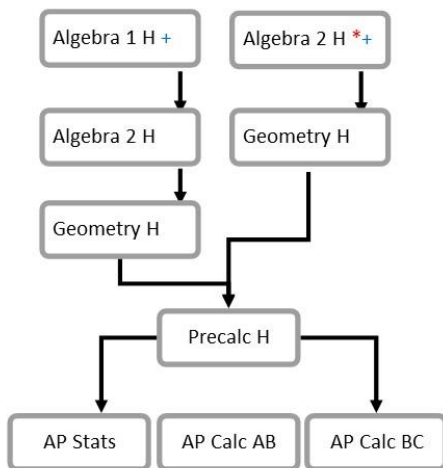 Algebra 1 H +
Algebra 2 H *+
Algebra 2 H
Geometry H
Geometry H
Precalc H
AP Stats
AP Calc AB
AP Calc BC